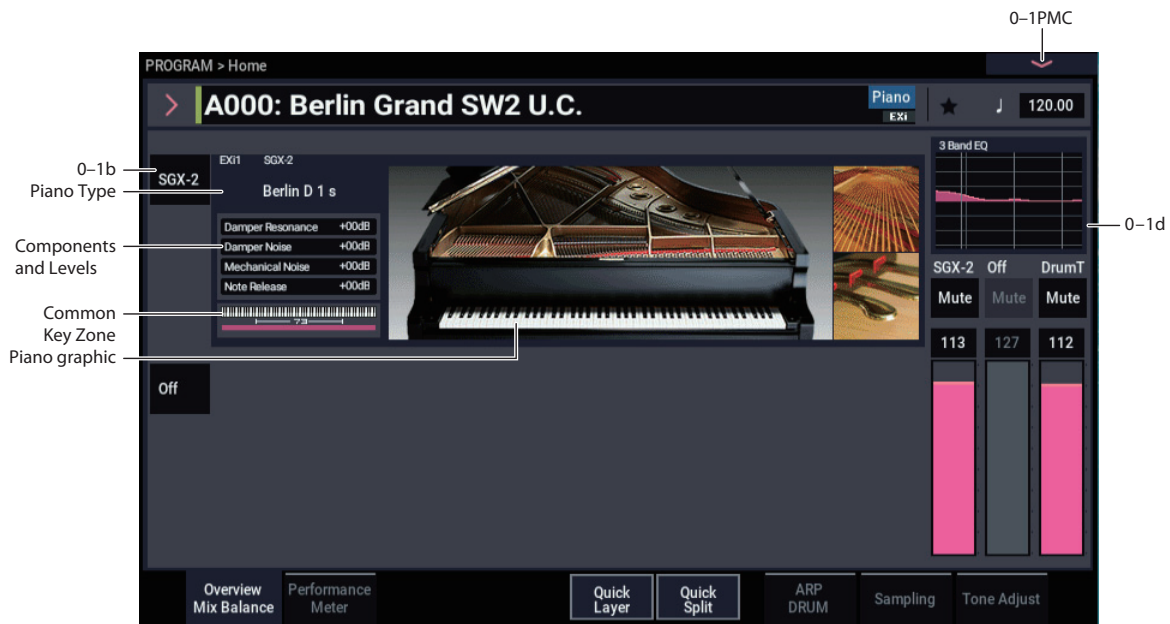 0–1PMC
PROGRAM > Home
A000: Berlin Grand SW2 U.C.
Piano
EXi
♩ 120.00
0–1b
Piano Type
SGX-2
EXi1 SGX-2
Berlin D 1 s
Components
and Levels
Damper Resonance +00dB
Damper Noise +00dB
Mechanical Noise +00dB
Note Release +00dB
Common
Key Zone
73
Piano graphic
Off
3 Band EQ
0–1d
SGX-2 Off DrumT
Mute Mute Mute
113 127 112
Overview
Mix Balance
Performance
Meter
Quick
Layer
Quick
Split
ARP
DRUM
Sampling
Tone Adjust